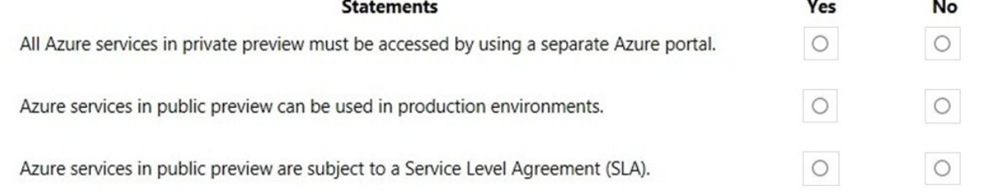 Statements Yes No
All Azure services in private preview must be accessed by using a separate Azure portal.
Azure services in public preview can be used in production environments.
Azure services in public preview are subject to a Service Level Agreement (SLA).